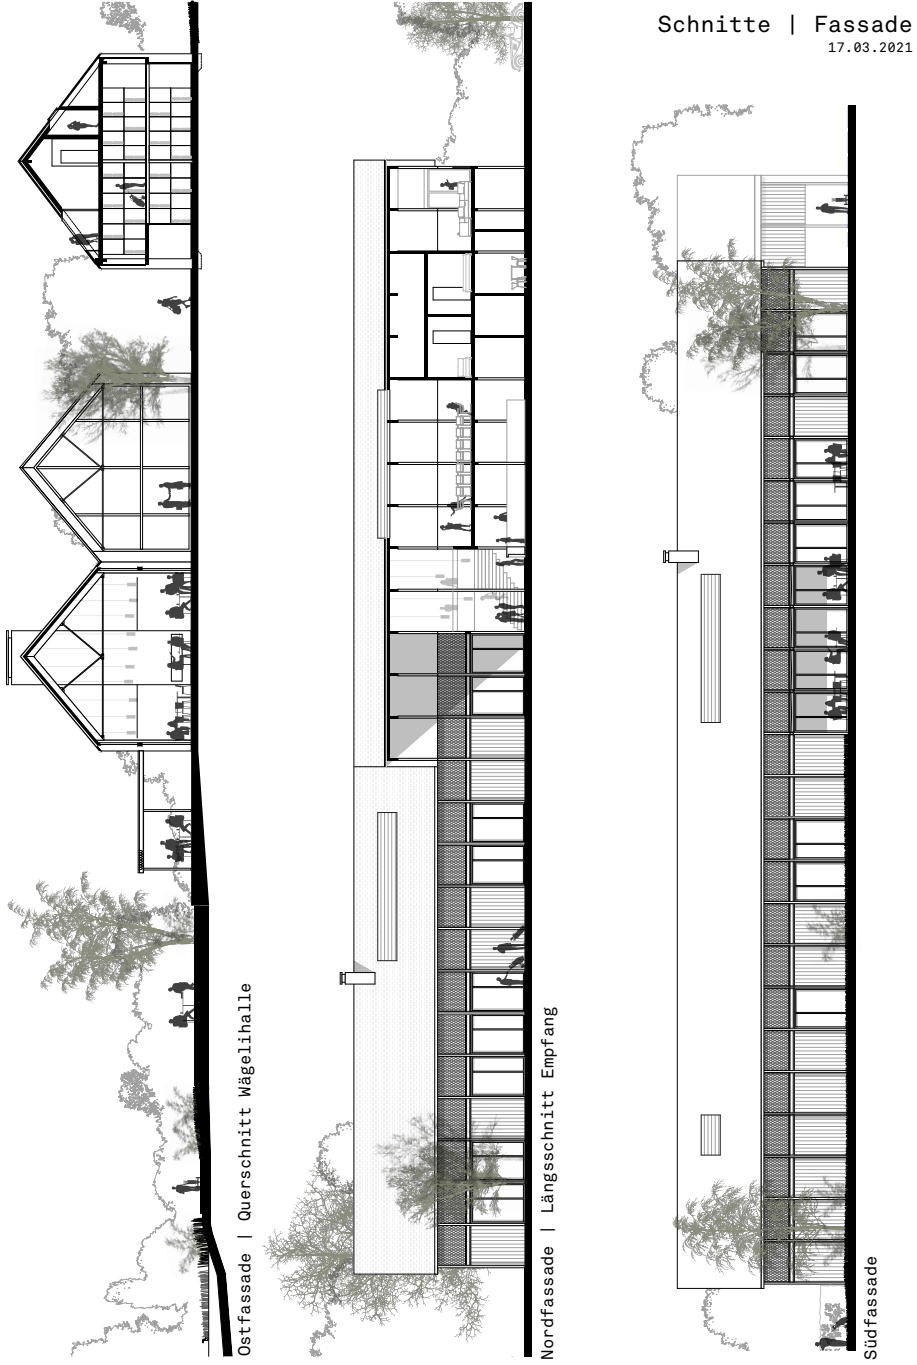 Schnitte | Fassade
17.03.2021
Ostfassade | Querschnitt Wägelihalle
Nordfassade | Längsschnitt Empfang
Südfassade